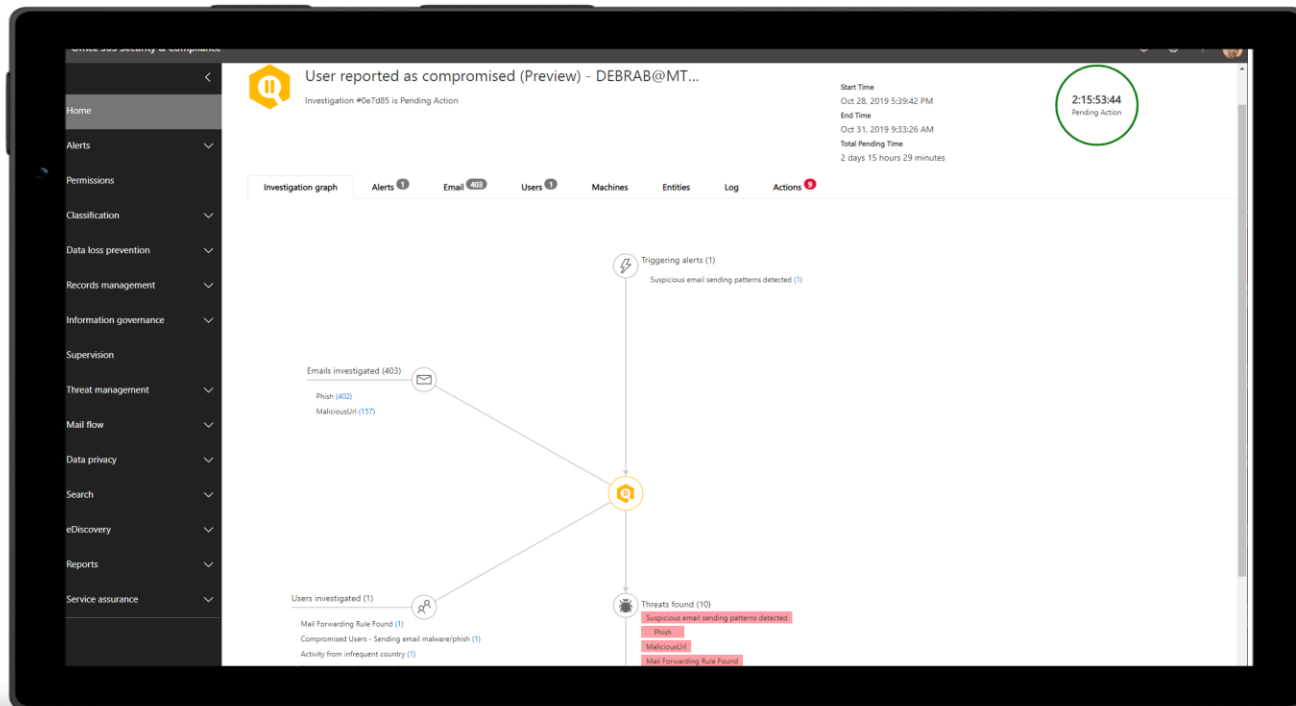 Office 365 Security & Compliance
Home
Alerts
Permissions
Classification
Data loss prevention
Records management
Information governance
Supervision
Threat management
Mail flow
Data privacy
Search
eDiscovery
Reports
Service assurance
User reported as compromised (Preview) - DEBRAB@MT...
Investigation #0e7d85 is Pending Action
Start Time
Oct 28, 2019 5:39:42 PM
End Time
Oct 31, 2019 9:33:26 AM
Total Pending Time
2 days 15 hours 29 minutes
2:15:53:44
Pending Action
Investigation graph Alerts 1 Email 403 Users 1 Machines Entities Log Actions 9
Triggering alerts (1)
Suspicious email sending patterns detected (1)
Emails investigated (403)
Phish (402)
MaliciousUrl (157)
Users investigated (1)
Mail Forwarding Rule Found (1)
Compromised Users - Sending email malware/phish (1)
Activity from infrequent country (1)
Threats found (10)
Suspicious email sending patterns detected
Phish
MaliciousUrl
Mail Forwarding Rule Found